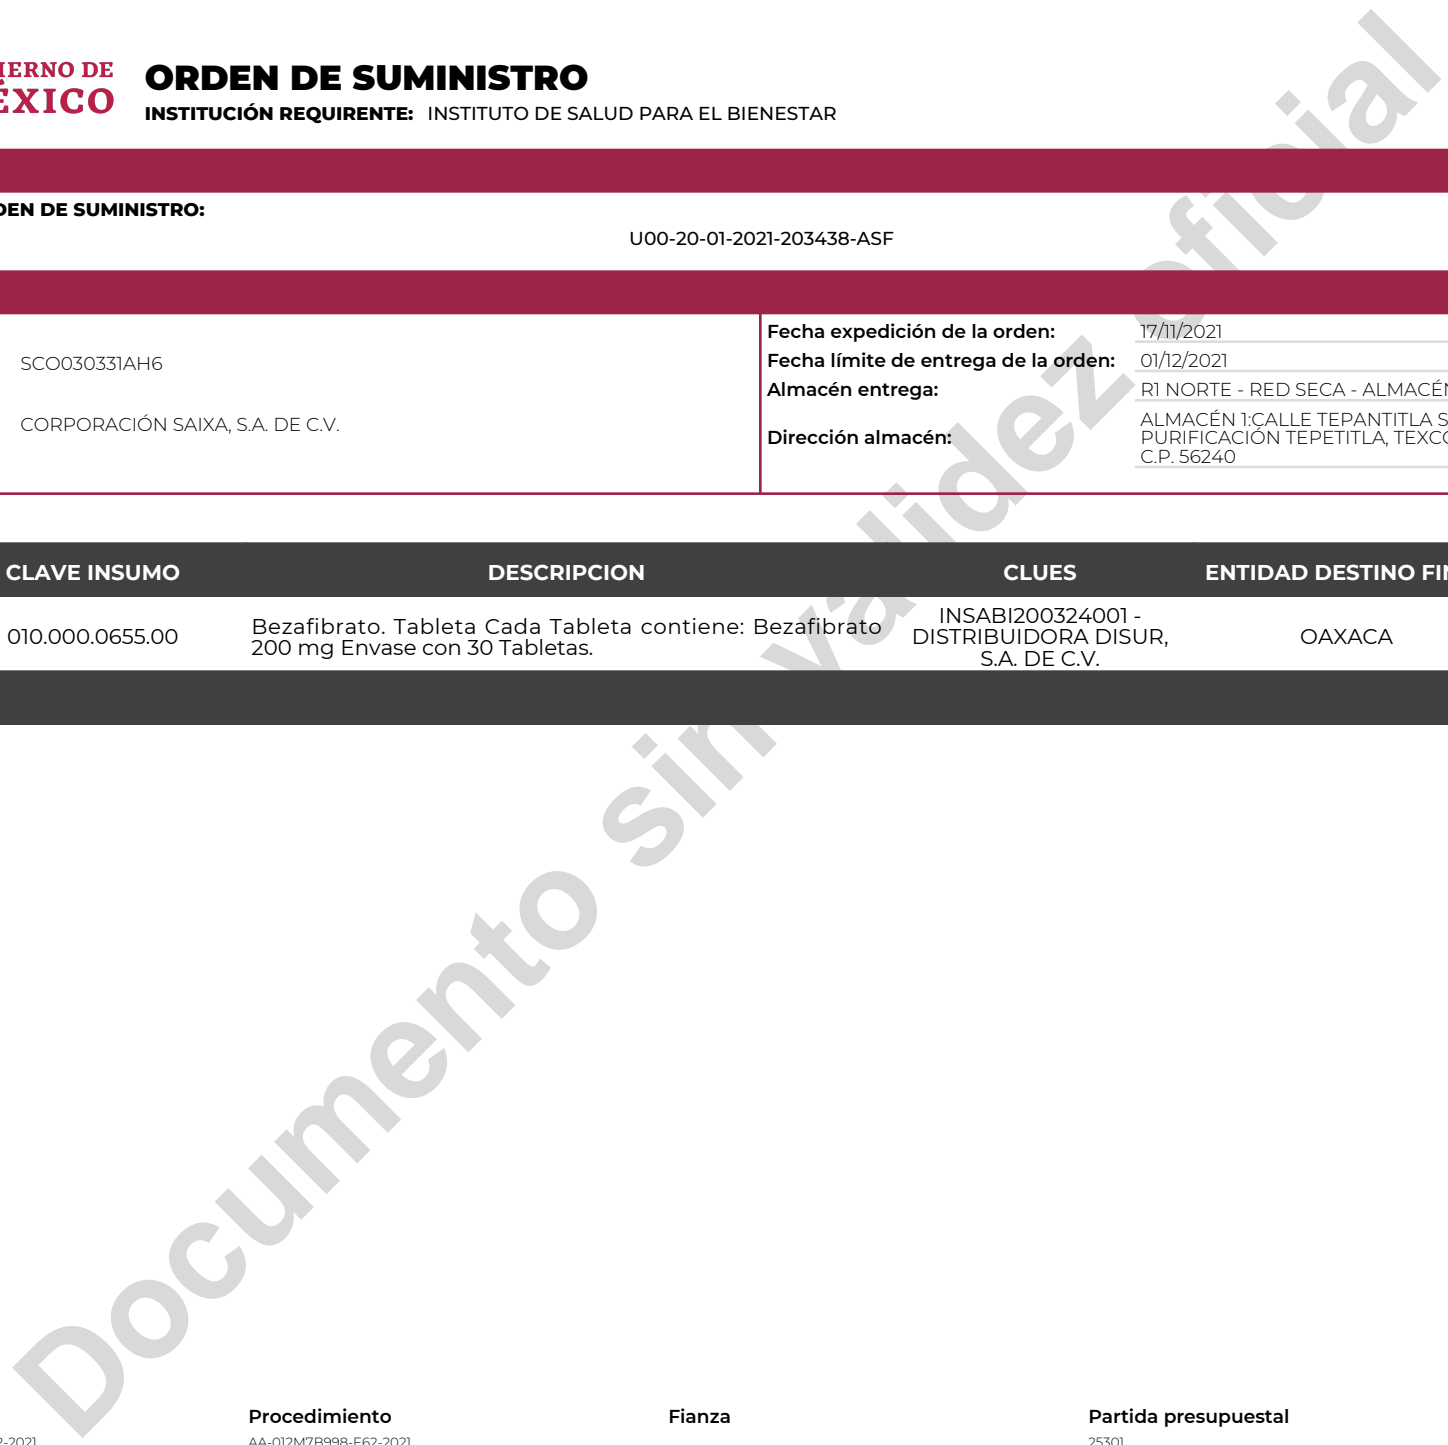 ORDEN DE SUMINISTRO
INSTITUCIÓN REQUIRENTE: INSTITUTO DE SALUD PARA EL BIENESTAR
IERNO DE
ÉXICO
DEN DE SUMINISTRO:
U00-20-01-2021-203438-ASF
SCO030331AH6
CORPORACIÓN SAIXA, S.A. DE C.V.
Fecha expedición de la orden: 17/11/2021
Fecha límite de entrega de la orden: 01/12/2021
Almacén entrega: R1 NORTE - RED SECA - ALMACÉN
Dirección almacén: ALMACÉN 1:CALLE TEPANTITLA S
PURIFICACIÓN TEPETITLA, TEXCO
C.P. 56240
CLAVE INSUMO DESCRIPCION CLUES ENTIDAD DESTINO FIN
010.000.0655.00
Bezafibrato. Tableta Cada Tableta contiene: Bezafibrato
200 mg Envase con 30 Tabletas.
INSABI200324001 -
DISTRIBUIDORA DISUR,
S.A. DE C.V.
OAXACA
Documento sin validez oficial
Procedimiento Fianza Partida presupuestal
2-2021 AA-012M7B998-E62-2021 25301